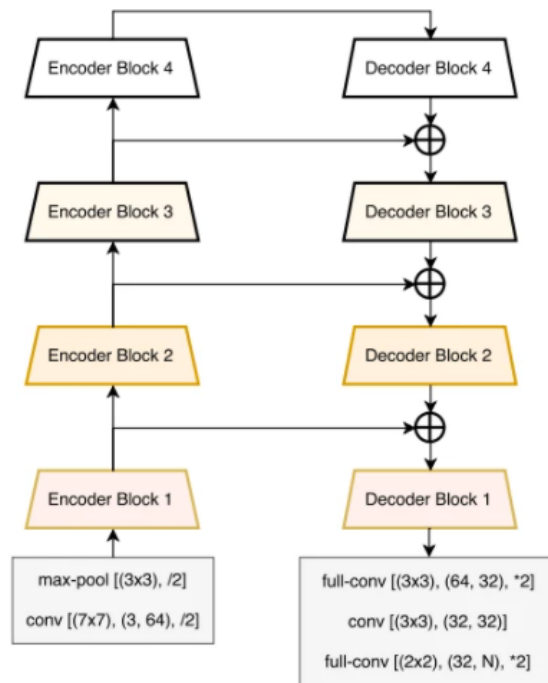 Encoder Block 4
Decoder Block 4
Encoder Block 3
Decoder Block 3
Encoder Block 2
Decoder Block 2
Encoder Block 1
Decoder Block 1
max-pool [(3x3), /2]
conv [(7x7), (3, 64), /2]
full-conv [(3x3), (64, 32), *2]
conv [(3x3), (32, 32)]
full-conv [(2x2), (32, N), *2]